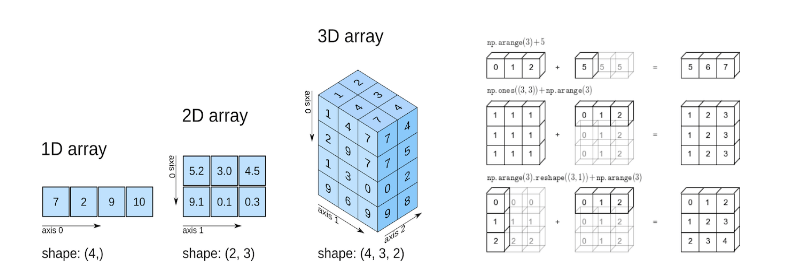 1D array
7 2 9 10
axis 0
shape: (4,)
2D array
axis 0
5.2 3.0 4.5
9.1 0.1 0.3
axis 1
shape: (2, 3)
3D array
axis 0
1 2
4 3
7 4
1 4 7 7 4
2 9 7 7 5
1 3 0 0 2
9 6 9 9 8
axis 1
axis 2
shape: (4, 3, 2)
np.arange(3)+5
0 1 2 + 5 5 5 = 5 6 7
np.ones((3,3))+np.arange(3)
1 1 1 0 1 2 1 2 3
1 1 1 + 0 1 2 = 1 2 3
1 1 1 0 1 2 1 2 3
np.arange(3).reshape((3,1))+np.arange(3)
0 0 0 0 1 2 0 1 2
1 1 1 + 0 1 2 = 1 2 3
2 2 2 0 1 2 2 3 4